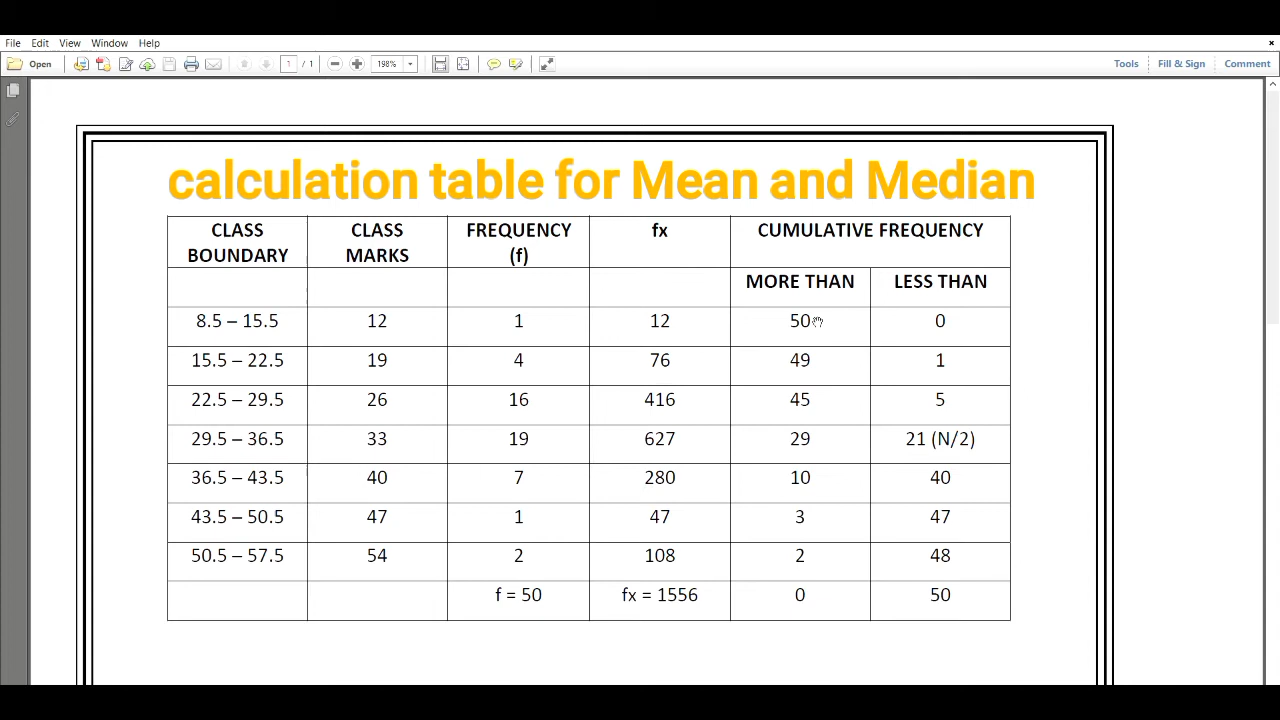 File Edit View Window Help
Open 1 / 1 198% Tools Fill & Sign Comment
calculation table for Mean and Median
CLASS BOUNDARY CLASS MARKS FREQUENCY (f) fx CUMULATIVE FREQUENCY
MORE THAN LESS THAN
8.5 – 15.5 12 1 12 50 0
15.5 – 22.5 19 4 76 49 1
22.5 – 29.5 26 16 416 45 5
29.5 – 36.5 33 19 627 29 21 (N/2)
36.5 – 43.5 40 7 280 10 40
43.5 – 50.5 47 1 47 3 47
50.5 – 57.5 54 2 108 2 48
f = 50 fx = 1556 0 50